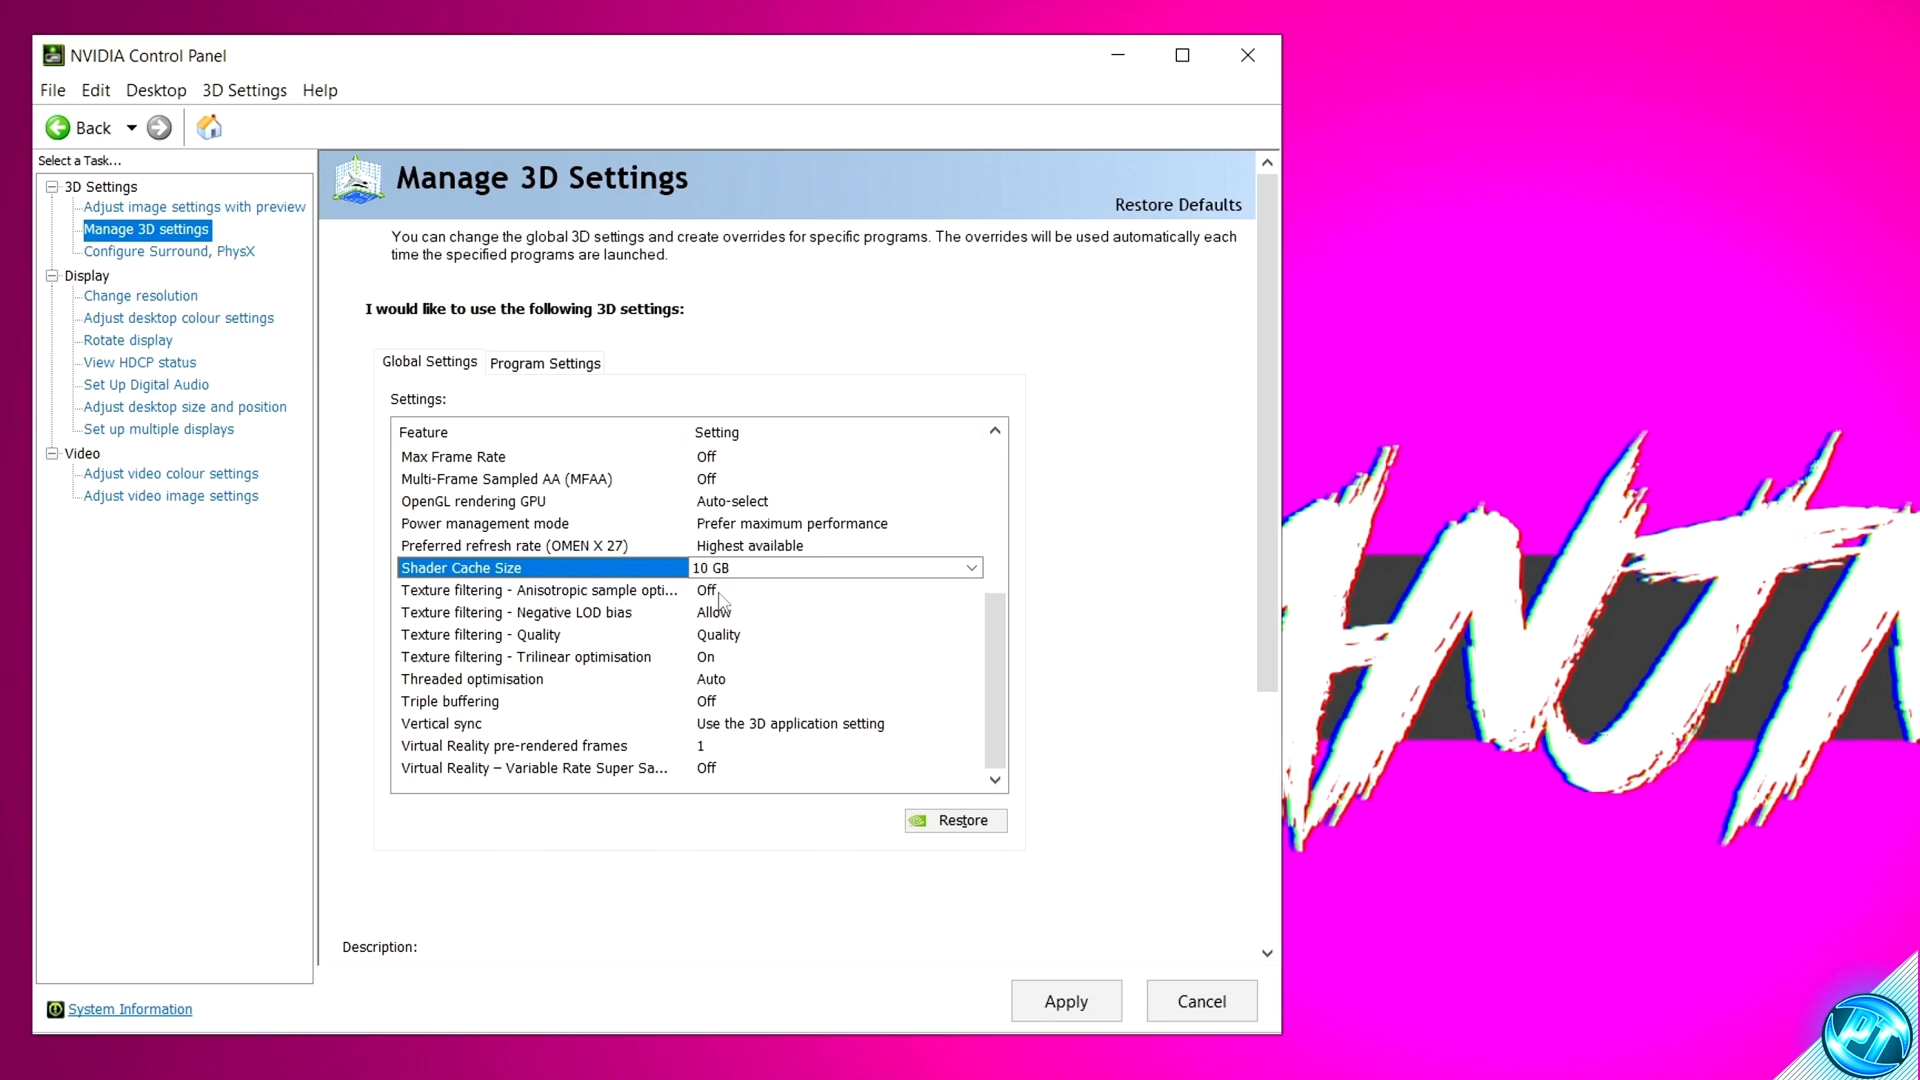 NVIDIA Control Panel
File Edit Desktop 3D Settings Help
Back
Select a Task...
3D Settings
Adjust image settings with preview
Manage 3D settings
Configure Surround, PhysX
Display
Change resolution
Adjust desktop colour settings
Rotate display
View HDCP status
Set Up Digital Audio
Adjust desktop size and position
Set up multiple displays
Video
Adjust video colour settings
Adjust video image settings
System Information
Manage 3D Settings
Restore Defaults
You can change the global 3D settings and create overrides for specific programs. The overrides will be used automatically each
time the specified programs are launched.
I would like to use the following 3D settings:
Global Settings Program Settings
Settings:
Feature Setting
Max Frame Rate Off
Multi-Frame Sampled AA (MFAA) Off
OpenGL rendering GPU Auto-select
Power management mode Prefer maximum performance
Preferred refresh rate (OMEN X 27) Highest available
Shader Cache Size 10 GB
Texture filtering - Anisotropic sample opti... Off
Texture filtering - Negative LOD bias Allow
Texture filtering - Quality Quality
Texture filtering - Trilinear optimisation On
Threaded optimisation Auto
Triple buffering Off
Vertical sync Use the 3D application setting
Virtual Reality pre-rendered frames 1
Virtual Reality – Variable Rate Super Sa... Off
Restore
Description:
Apply Cancel
PT